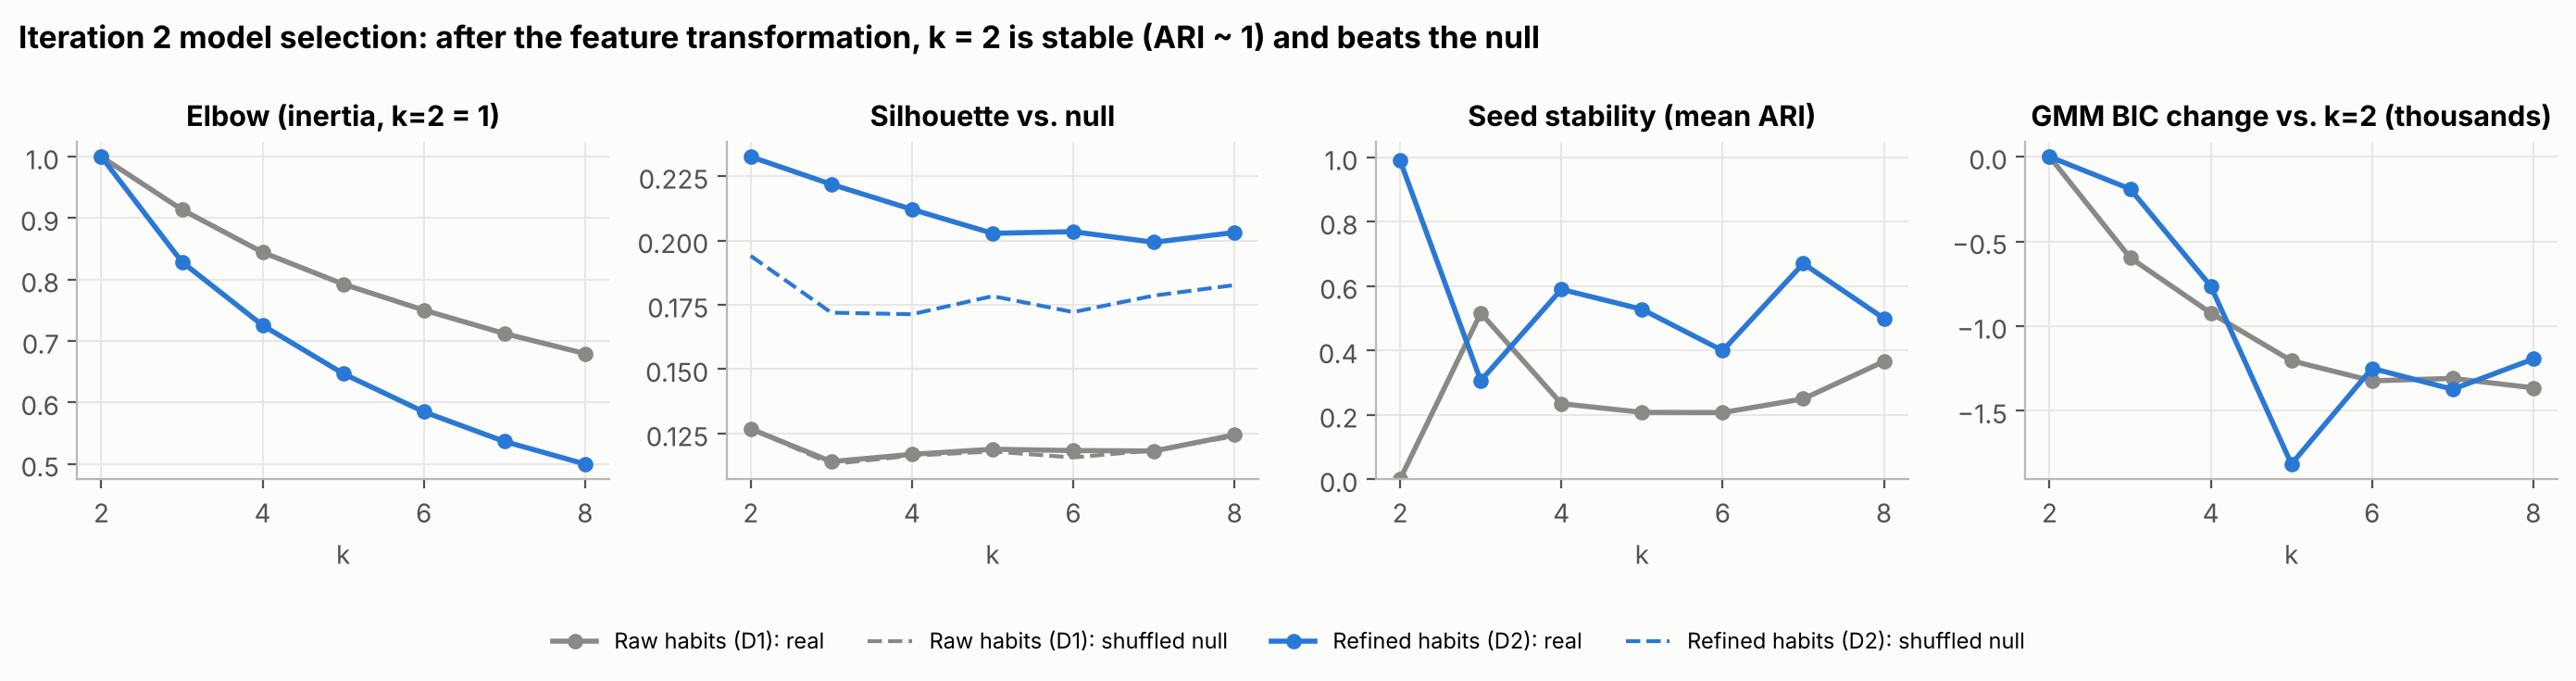 Iteration 2 model selection: after the feature transformation, k = 2 is stable (ARI ~ 1) and beats the null
Elbow (inertia, k=2 = 1)
1.0
0.9
0.8
0.7
0.6
0.5
2
4
6
8
k
Silhouette vs. null
0.225
0.200
0.175
0.150
0.125
2
4
6
8
k
Seed stability (mean ARI)
1.0
0.8
0.6
0.4
0.2
0.0
2
4
6
8
k
GMM BIC change vs. k=2 (thousands)
0.0
−0.5
−1.0
−1.5
2
4
6
8
k
Raw habits (D1): real
Raw habits (D1): shuffled null
Refined habits (D2): real
Refined habits (D2): shuffled null